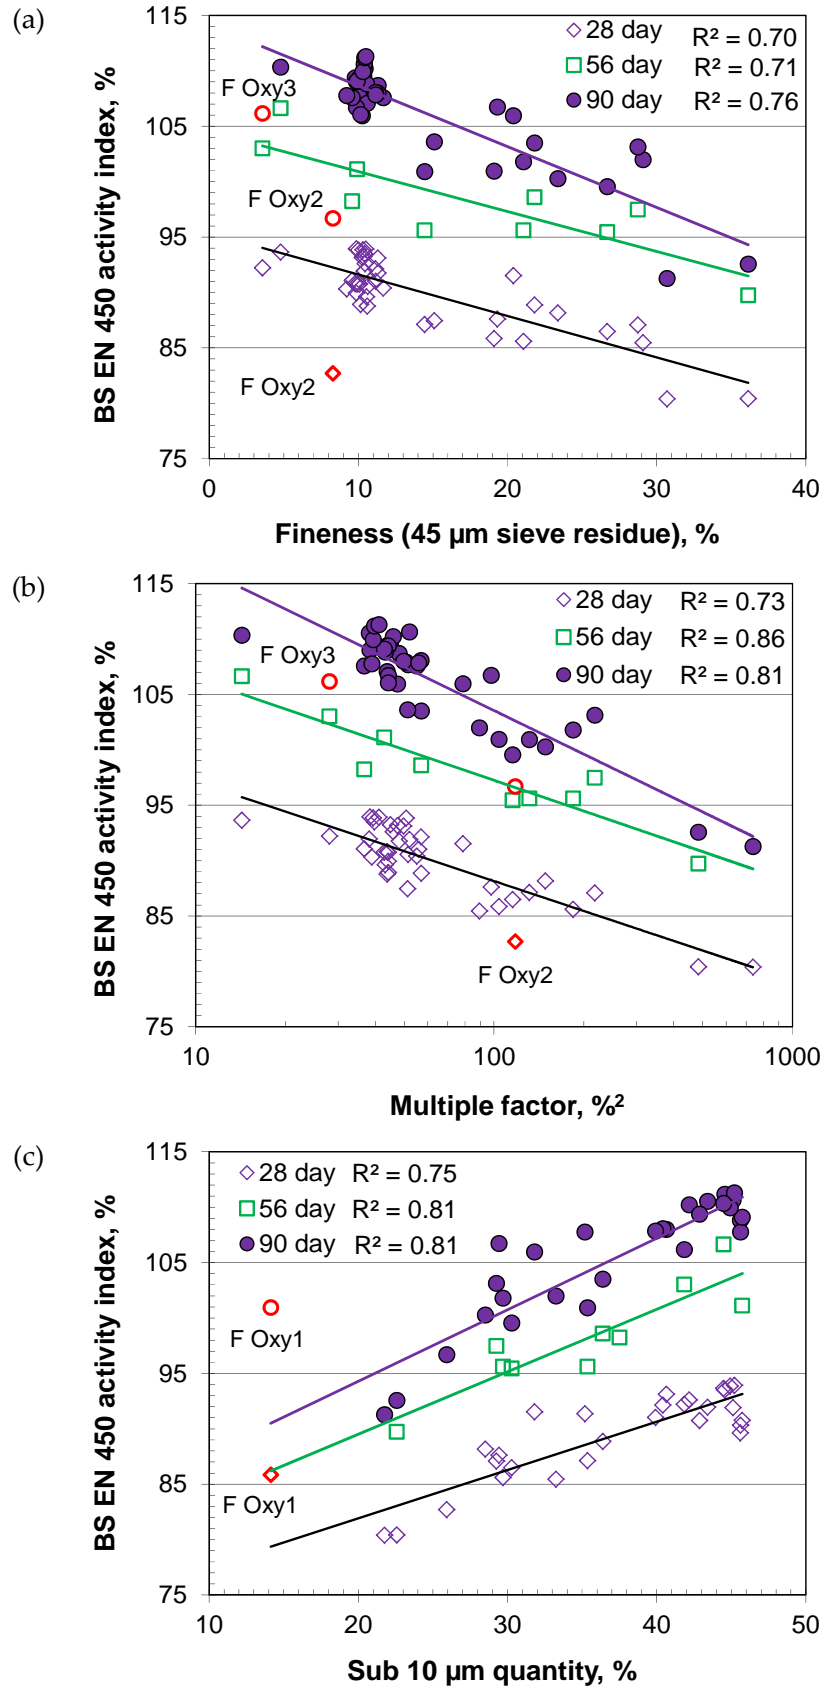 (a)
BS EN 450 activity index, %
115
105
95
85
75
28 day R² = 0.70
56 day R² = 0.71
90 day R² = 0.76
F Oxy3
F Oxy2
F Oxy2
0 10 20 30 40
Fineness (45 µm sieve residue), %
(b)
BS EN 450 activity index, %
115
105
95
85
75
28 day R² = 0.73
56 day R² = 0.86
90 day R² = 0.81
F Oxy3
F Oxy2
10 100 1000
Multiple factor, %²
(c)
BS EN 450 activity index, %
115
105
95
85
75
28 day R² = 0.75
56 day R² = 0.81
90 day R² = 0.81
F Oxy1
F Oxy1
10 20 30 40 50
Sub 10 µm quantity, %